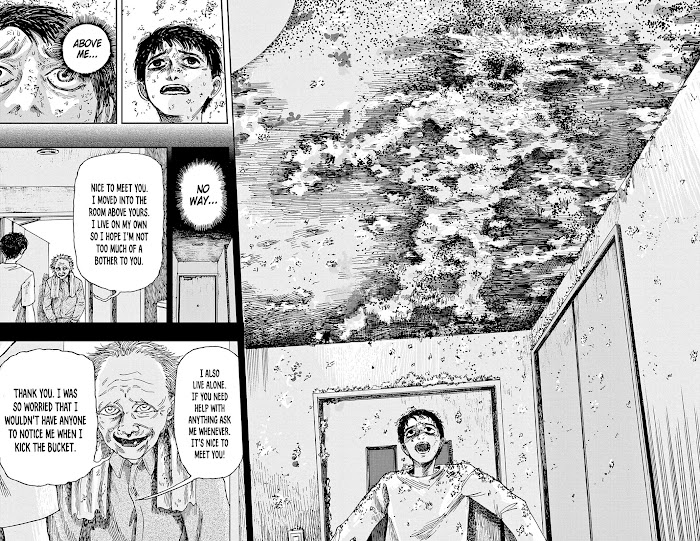 ABOVE
ME...
NO
WAY...
NICE TO MEET YOU.
I MOVED INTO THE
ROOM ABOVE YOURS.
I LIVE ON MY OWN
SO I HOPE I'M NOT
TOO MUCH OF A
BOTHER TO YOU.
I ALSO
LIVE ALONE.
IF YOU NEED
HELP WITH
ANYTHING ASK
ME WHENEVER.
IT'S NICE TO
MEET YOU!
THANK YOU. I WAS
SO WORRIED THAT I
WOULDN'T HAVE ANYONE
TO NOTICE ME WHEN I
KICK THE BUCKET.